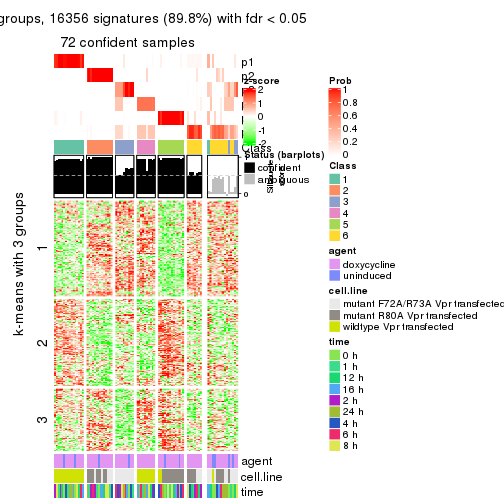 groups, 16356 signatures (89.8%) with fdr < 0.05
72 confident samples
p1
p2
z-score
2
1
0
-1
-2
Class
Silhouette
score
0
Status (barplots)
confident
ambiguous
k-means with 3 groups
1
2
3
agent
cell.line
time
Prob
1
0.8
0.6
0.4
0.2
0
Class
1
2
3
4
5
6
agent
doxycycline
uninduced
cell.line
mutant F72A/R73A Vpr transfected
mutant R80A Vpr transfected
wildtype Vpr transfected
time
0 h
1 h
12 h
16 h
2 h
24 h
4 h
6 h
8 h